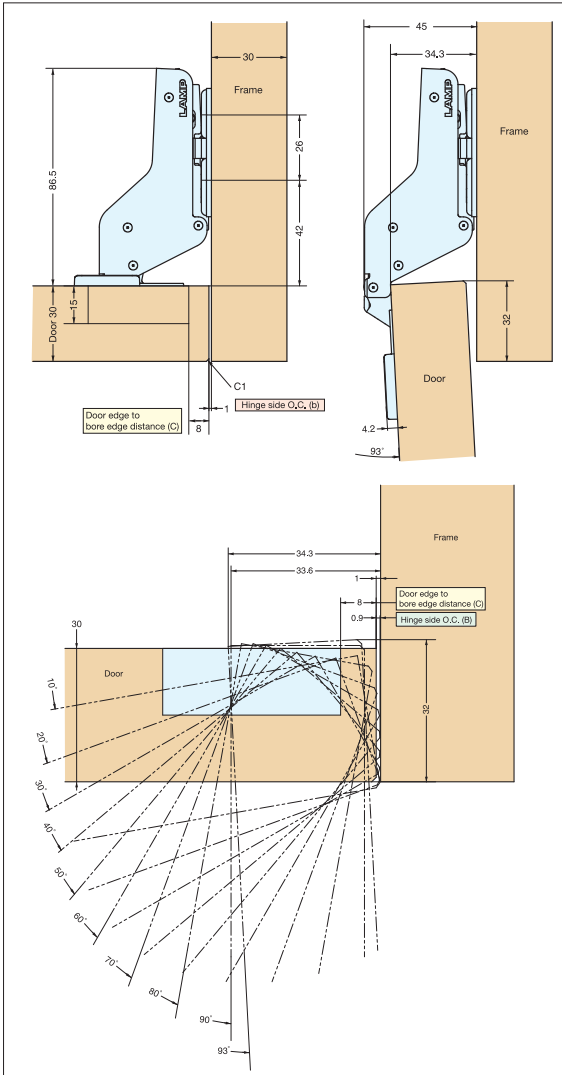 30
Frame
LAMP
86.5
26
42
Door 30
15
C1
Door edge to
bore edge distance (C)
8
1
Hinge side O.C. (b)
45
34.3
Frame
LAMP
32
Door
4.2
93°
34.3
33.6
1
Frame
8
Door edge to
bore edge distance (C)
0.9
Hinge side O.C. (B)
30
Door
32
10°
20°
30°
40°
50°
60°
70°
80°
90°
93°